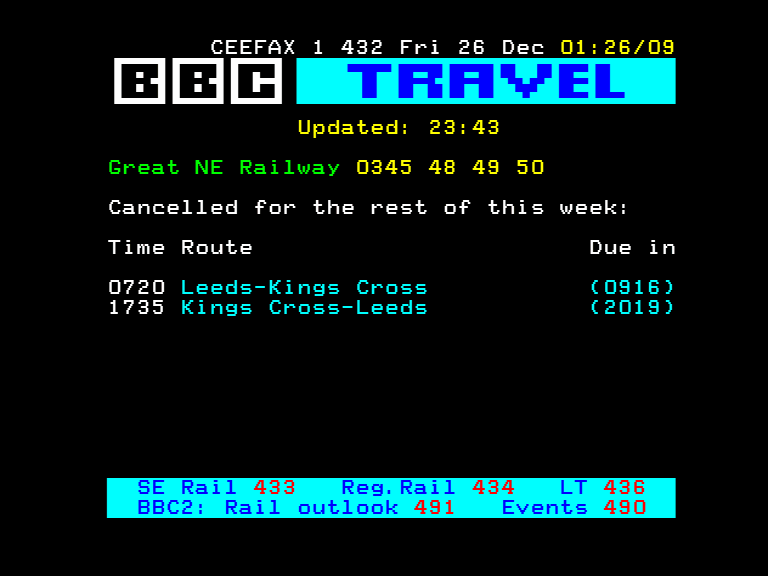 CEEFAX 1 432 Fri 26 Dec 01:26/09
BBC TRAVEL
Updated: 23:43
Great NE Railway 0345 48 49 50
Cancelled for the rest of this week:
Time Route Due in
0720 Leeds-Kings Cross (0916)
1735 Kings Cross-Leeds (2019)
SE Rail 433 Reg.Rail 434 LT 436
BBC2: Rail outlook 491 Events 490